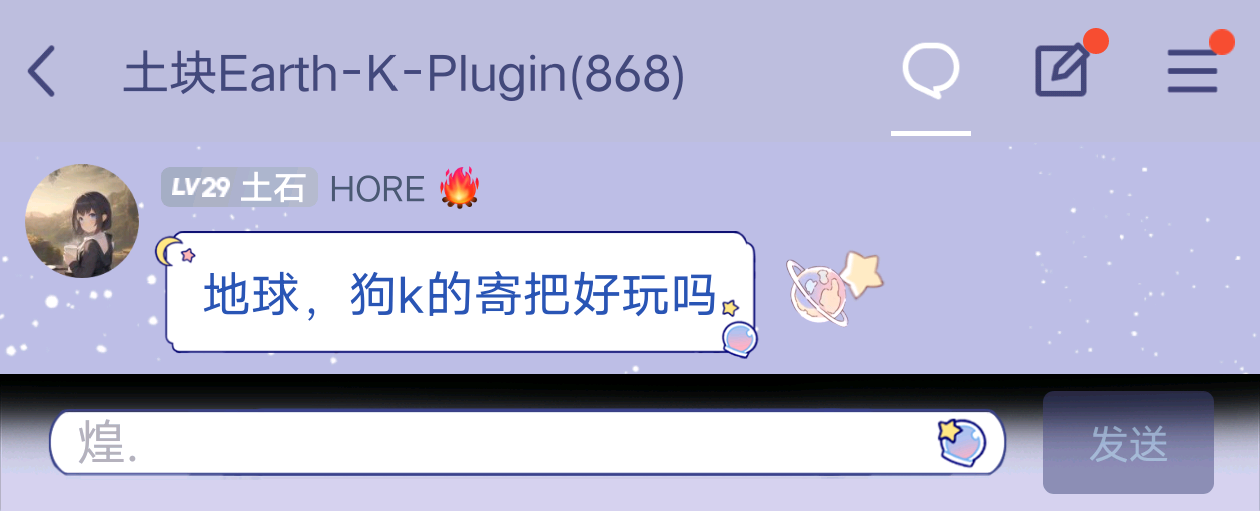 土块Earth-K-Plugin(868)
LV29 土石 HORE
地球，狗k的寄把好玩吗
煌.
发送